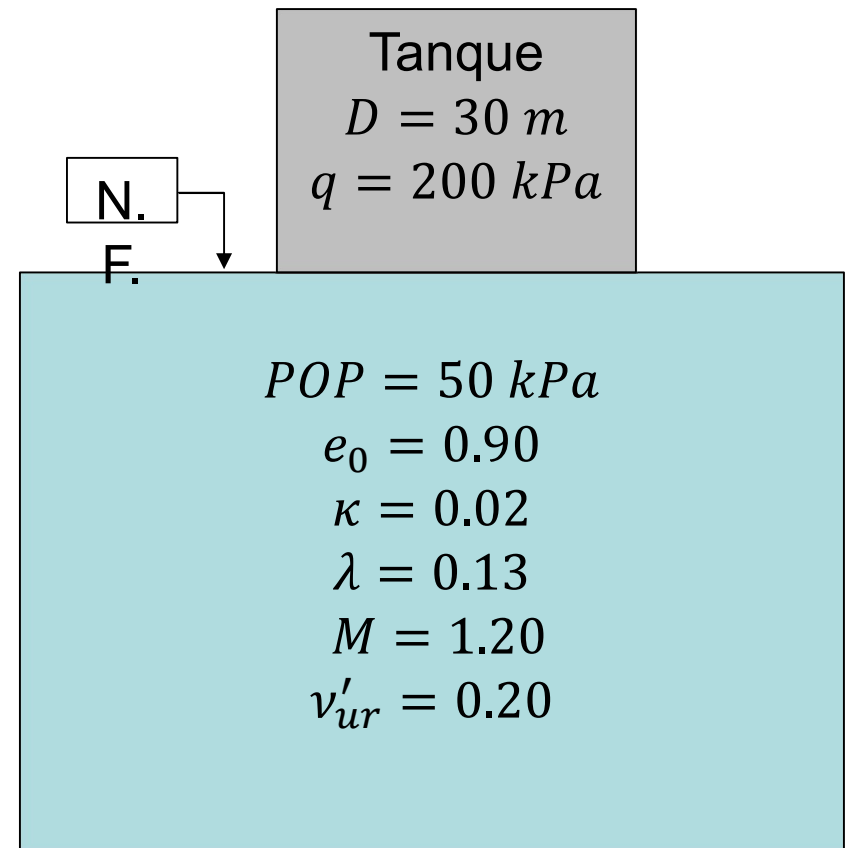 Tanque
D = 30 m
q = 200 kPa
N.
F.
POP = 50 kPa
e₀ = 0.90
κ = 0.02
λ = 0.13
M = 1.20
ν′ᵤᵣ = 0.20